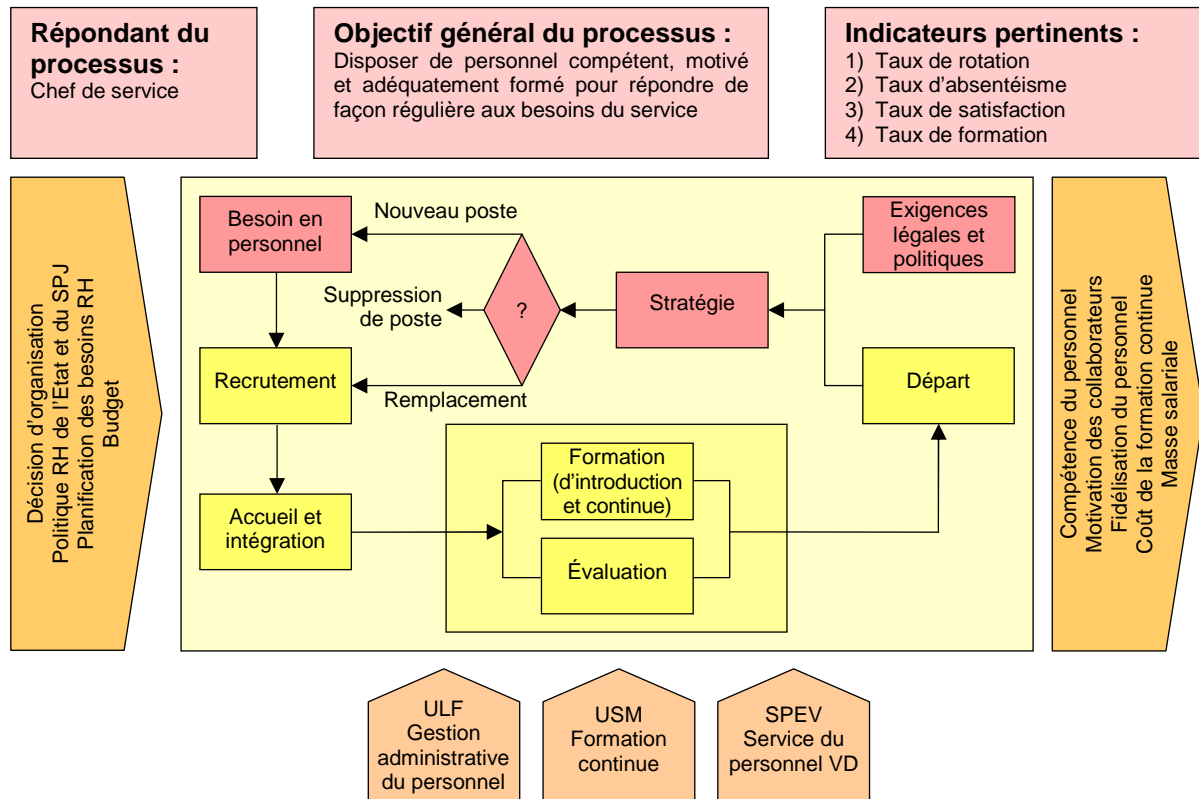 Répondant du
processus :
Chef de service
Objectif général du processus :
Disposer de personnel compétent, motivé
et adéquatement formé pour répondre de
façon régulière aux besoins du service
Indicateurs pertinents :
1) Taux de rotation
2) Taux d'absentéisme
3) Taux de satisfaction
4) Taux de formation
Décision d'organisation
Politique RH de l'Etat et du SPJ
Planification des besoins RH
Budget
Besoin en
personnel
Nouveau poste
Suppression
de poste
?
Stratégie
Exigences
légales et
politiques
Recrutement
Remplacement
Départ
Accueil et
intégration
Formation
(d'introduction
et continue)
Évaluation
Compétence du personnel
Motivation des collaborateurs
Fidélisation du personnel
Coût de la formation continue
Masse salariale
ULF
Gestion
administrative
du personnel
USM
Formation
continue
SPEV
Service du
personnel VD